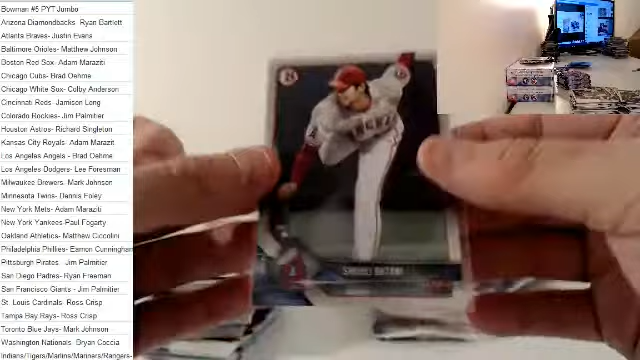 Bowman #5 PYT Jumbo
Arizona Diamondbacks Ryan Bartlett
Atlanta Braves- Justin Evans
Baltimore Orioles- Matthew Johnson
Boston Red Sox- Adam Maraziti
Chicago Cubs- Brad Oehme
Chicago White Sox- Colby Anderson
Cincinnati Reds- Jamison Long
Colorado Rockies- Jim Palmitier
Houston Astros- Richard Singleton
Kansas City Royals- Adam Marazit
Los Angeles Angels - Brad Oehme
Los Angeles Dodgers- Lee Foresman
Milwaukee Brewers- Mark Johnson
Minnesota Twins- Dennis Foley
New York Mets- Adam Maraziti
New York Yankees-Paul Fogarty
Oakland Athletics- Matthew Ciccolini
Philadelphia Phillies- Eamon Cunningham
Pittsburgh Pirates- Jim Palmitier
San Diego Padres- Ryan Freeman
San Francisco Giants - Jim Palmitier
St. Louis Cardinals Ross Crisp
Tampa Bay Rays- Ross Crisp
Toronto Blue Jays- Mark Johnson
Washington Nationals- Bryan Coccia
Indians/Tigers/Marlins/Mariners/Rangers-
SHOHEI OHTANI